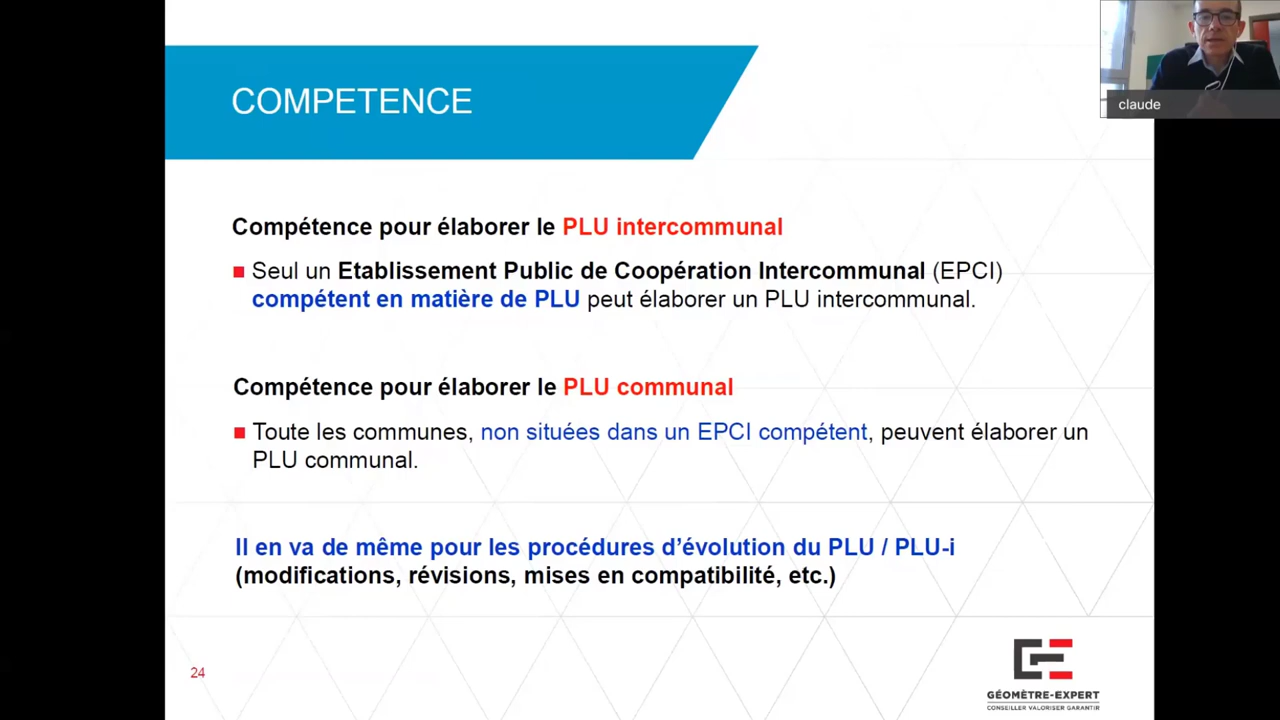 COMPETENCE
claude
Compétence pour élaborer le PLU intercommunal
Seul un Etablissement Public de Coopération Intercommunal (EPCI)
compétent en matière de PLU peut élaborer un PLU intercommunal.
Compétence pour élaborer le PLU communal
Toute les communes, non situées dans un EPCI compétent, peuvent élaborer un
PLU communal.
Il en va de même pour les procédures d’évolution du PLU / PLU-i
(modifications, révisions, mises en compatibilité, etc.)
24
GÉOMÈTRE-EXPERT
CONSEILLER VALORISER GARANTIR